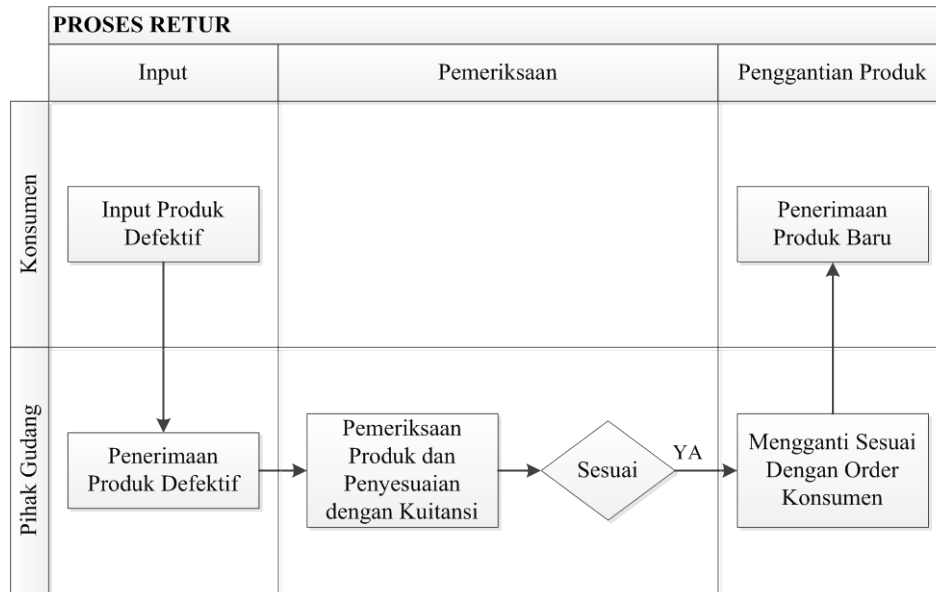 PROSES RETUR
Input
Pemeriksaan
Penggantian Produk
Konsumen
Input Produk
Defektif
Penerimaan
Produk Baru
Pihak Gudang
Penerimaan
Produk Defektif
Pemeriksaan
Produk dan
Penyesuaian
dengan Kuitansi
Sesuai
YA
Mengganti Sesuai
Dengan Order
Konsumen